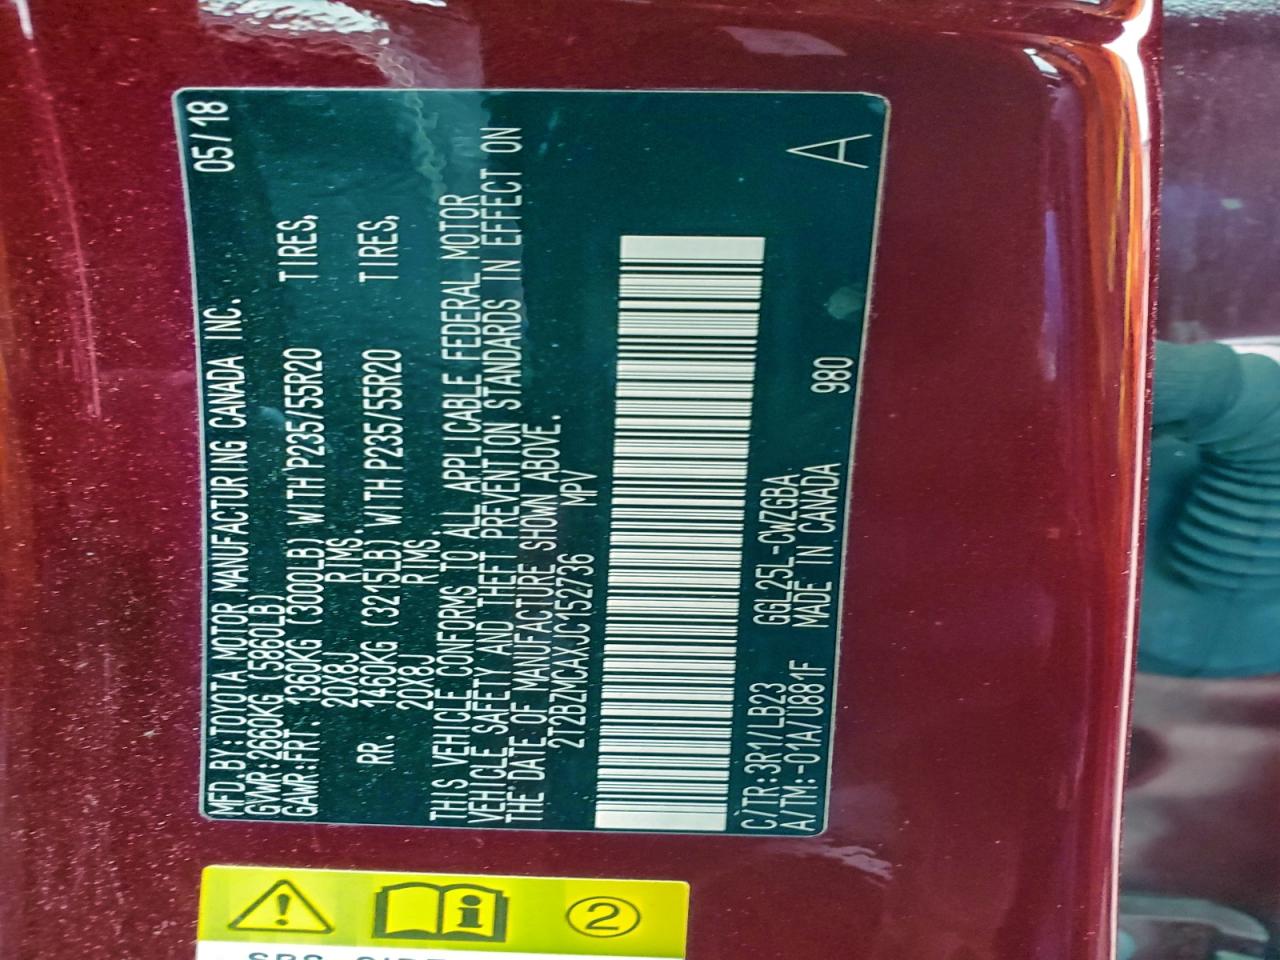 MFD.BY:TOYOTA MOTOR MANUFACTURING CANADA INC. 05/18
GVWR:2660KG (5860LB)
GAWR:FRT. 1360KG (3000LB) WITH P235/55R20 TIRES,
20X8J RIMS.
RR. 1460KG (3215LB) WITH P235/55R20 TIRES,
20X8J RIMS.
THIS VEHICLE CONFORMS TO ALL APPLICABLE FEDERAL MOTOR
VEHICLE SAFETY AND THEFT PREVENTION STANDARDS IN EFFECT ON
THE DATE OF MANUFACTURE SHOWN ABOVE.
2T2BZMCAXJC152736 MPV
C/TR:3R1/LB23 GGL25L-CWZGBA
A/TM:-01A/U881F MADE IN CANADA 980 A
i 2